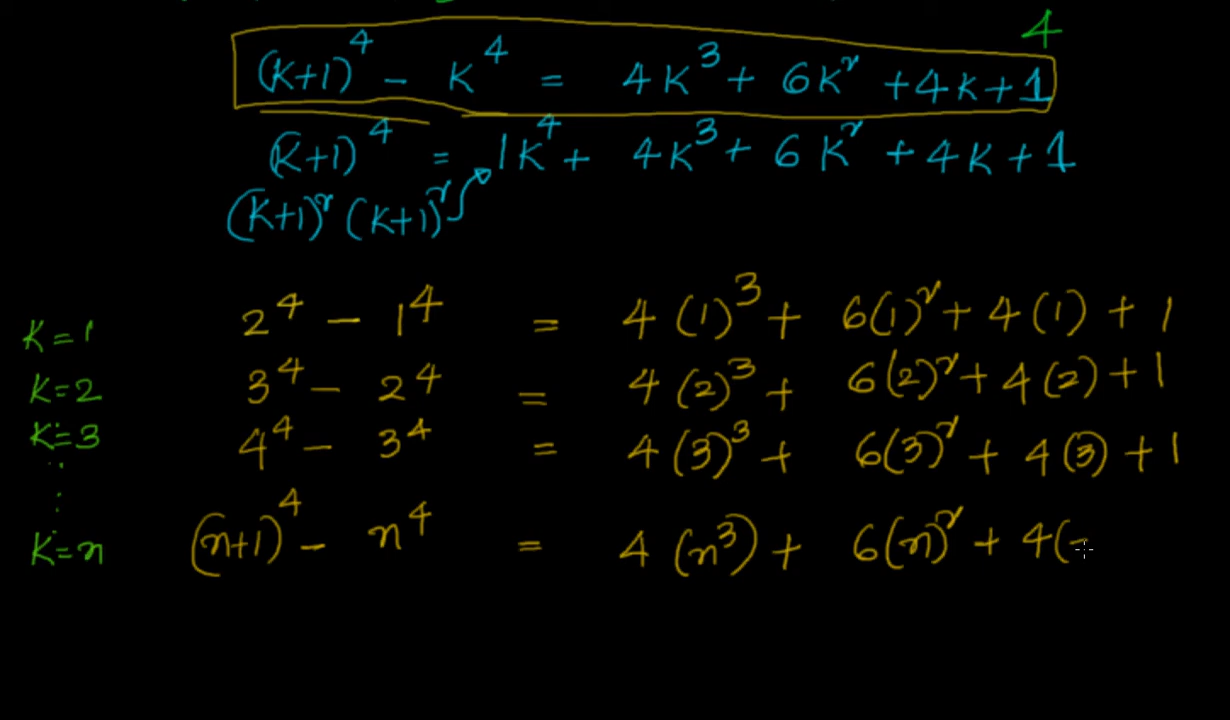 4
(K+1)⁴ - K⁴ = 4K³ + 6K² + 4K + 1
(K+1)⁴ = 1K⁴ + 4K³ + 6K² + 4K + 1
(K+1)² (K+1)²
K=1 2⁴ - 1⁴ = 4(1)³ + 6(1)² + 4(1) + 1
K=2 3⁴ - 2⁴ = 4(2)³ + 6(2)² + 4(2) + 1
K=3 4⁴ - 3⁴ = 4(3)³ + 6(3)² + 4(3) + 1
⋮
K=n (n+1)⁴ - n⁴ = 4(n³) + 6(n)² + 4(